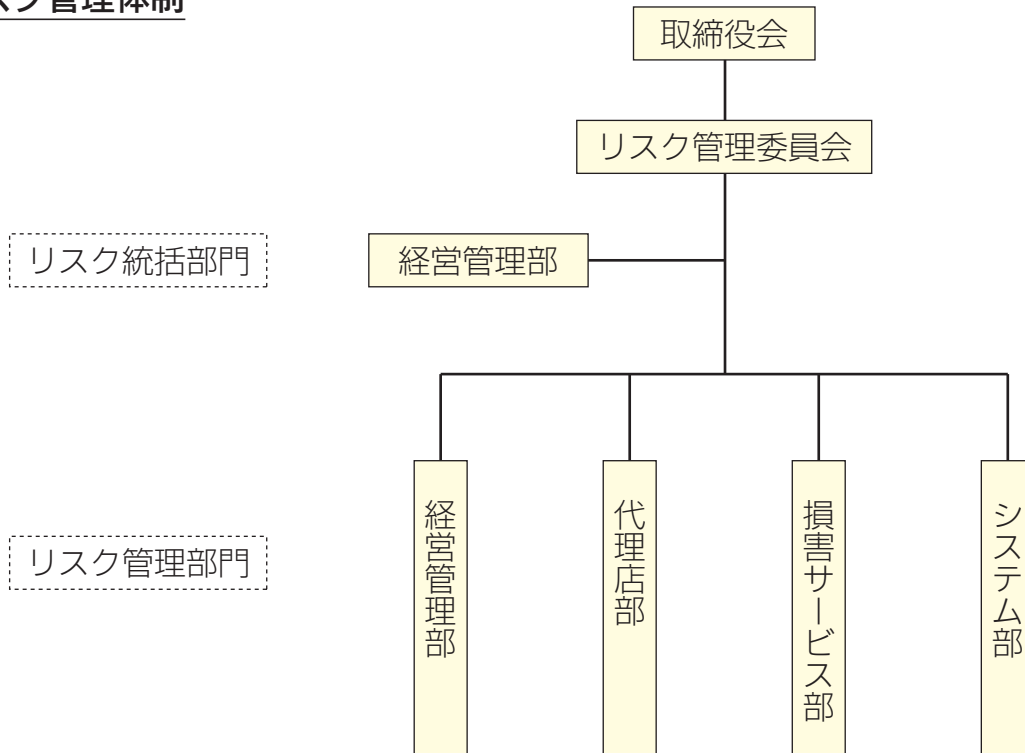 スク管理体制
取締役会
リスク管理委員会
リスク統括部門
経営管理部
リスク管理部門
経営管理部
代理店部
損害サービス部
システム部